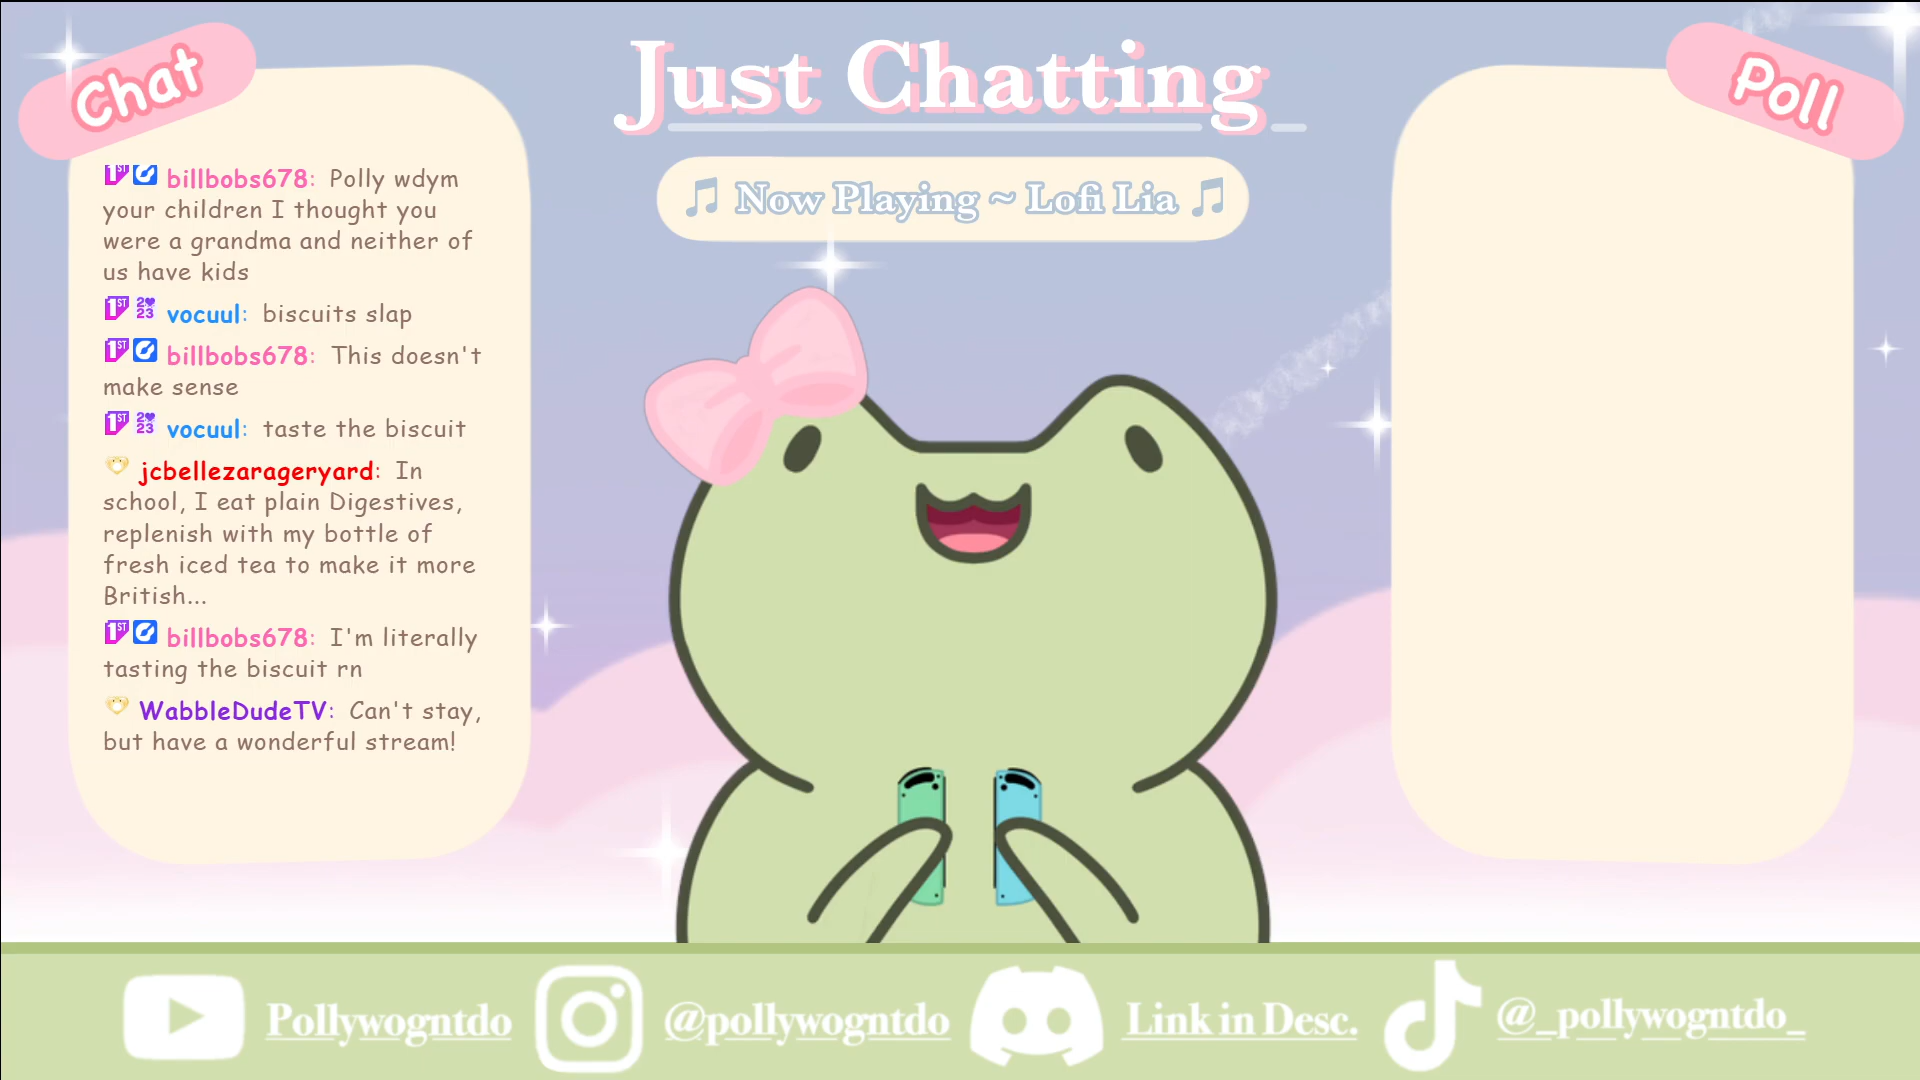 Chat
Just Chatting_
Poll
Now Playing ~ Lofi Lia
billbobs678: Polly wdym
your children I thought you
were a grandma and neither of
us have kids
vocuul: biscuits slap
billbobs678: This doesn't
make sense
vocuul: taste the biscuit
jcbellezarageryard: In
school, I eat plain Digestives,
replenish with my bottle of
fresh iced tea to make it more
British...
billbobs678: I'm literally
tasting the biscuit rn
WabbleDudeTV: Can't stay,
but have a wonderful stream!
Pollywogntdo @pollywogntdo Link in Desc. @_pollywogntdo_